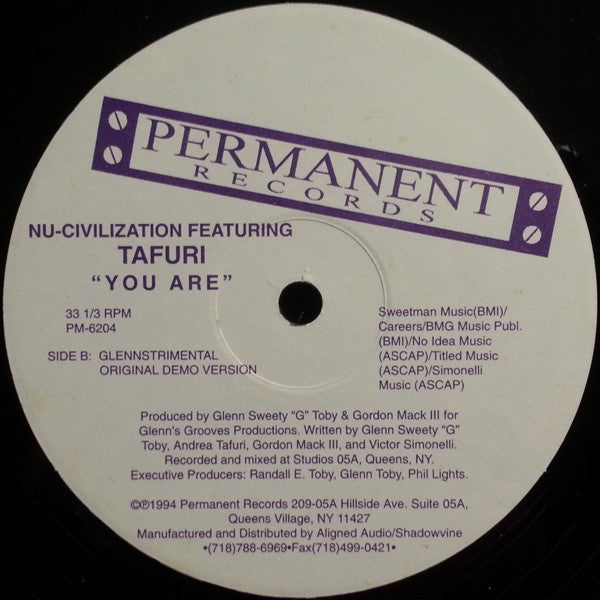 PERMANENT
RECORDS
NU-CIVILIZATION FEATURING
TAFURI
“YOU ARE”
33 1/3 RPM
PM-6204
SIDE B: GLENNSTRIMENTAL
ORIGINAL DEMO VERSION
Sweetman Music(BMI)/
Careers/BMG Music Publ.
(BMI)/No Idea Music
(ASCAP)/Titled Music
(ASCAP)/Simonelli
Music (ASCAP)
Produced by Glenn Sweety “G” Toby & Gordon Mack III for
Glenn's Grooves Productions. Written by Glenn Sweety “G”
Toby, Andrea Tafuri, Gordon Mack III, and Victor Simonelli.
Recorded and mixed at Studios 05A, Queens, NY.
Executive Producers: Randall E. Toby, Glenn Toby, Phil Lights.
©℗1994 Permanent Records 209-05A Hillside Ave. Suite 05A,
Queens Village, NY 11427
Manufactured and Distributed by Aligned Audio/Shadowvine
•(718)788-6969•Fax(718)499-0421•